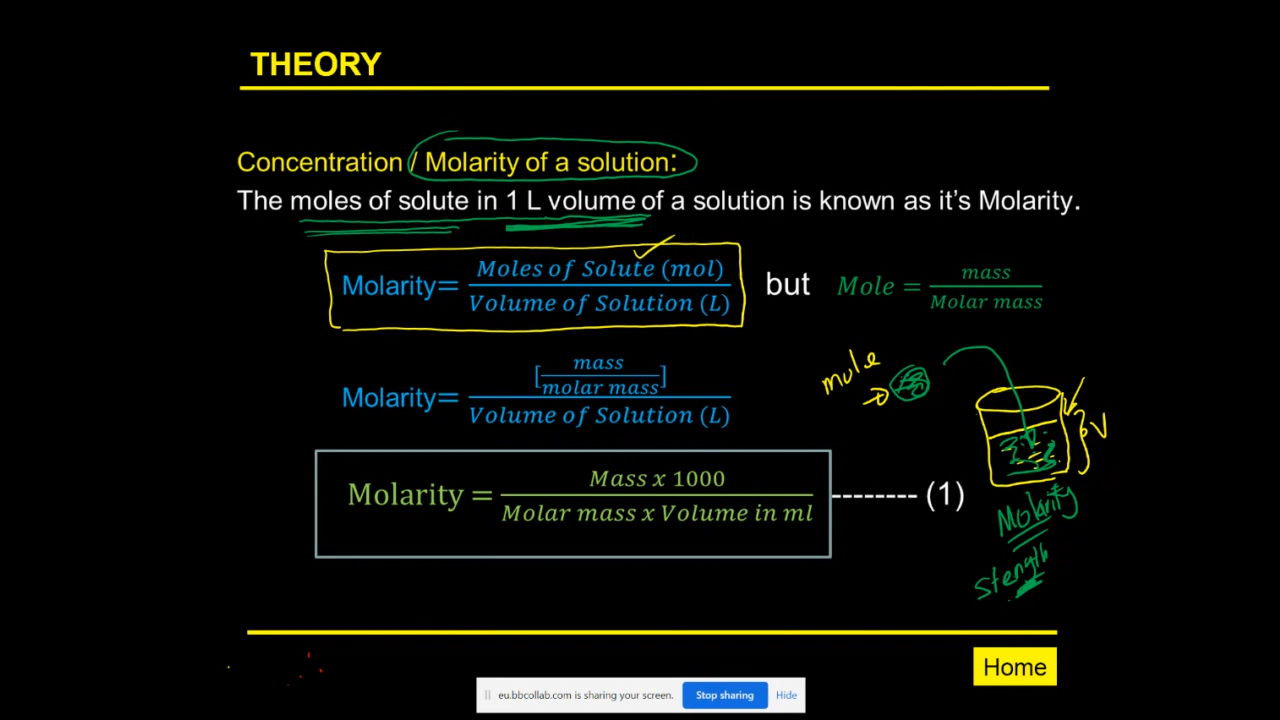 THEORY
Concentration / Molarity of a solution:
The moles of solute in 1 L volume of a solution is known as it's Molarity.
Molarity= Moles of Solute (mol) / Volume of Solution (L) but Mole = mass / Molar mass
mole
Molarity= [mass / molar mass] / Volume of Solution (L)
V
Molarity = Mass x 1000 / Molar mass x Volume in ml -------- (1)
Molarity
Stength
Home
eu.bbcollab.com is sharing your screen. Stop sharing Hide